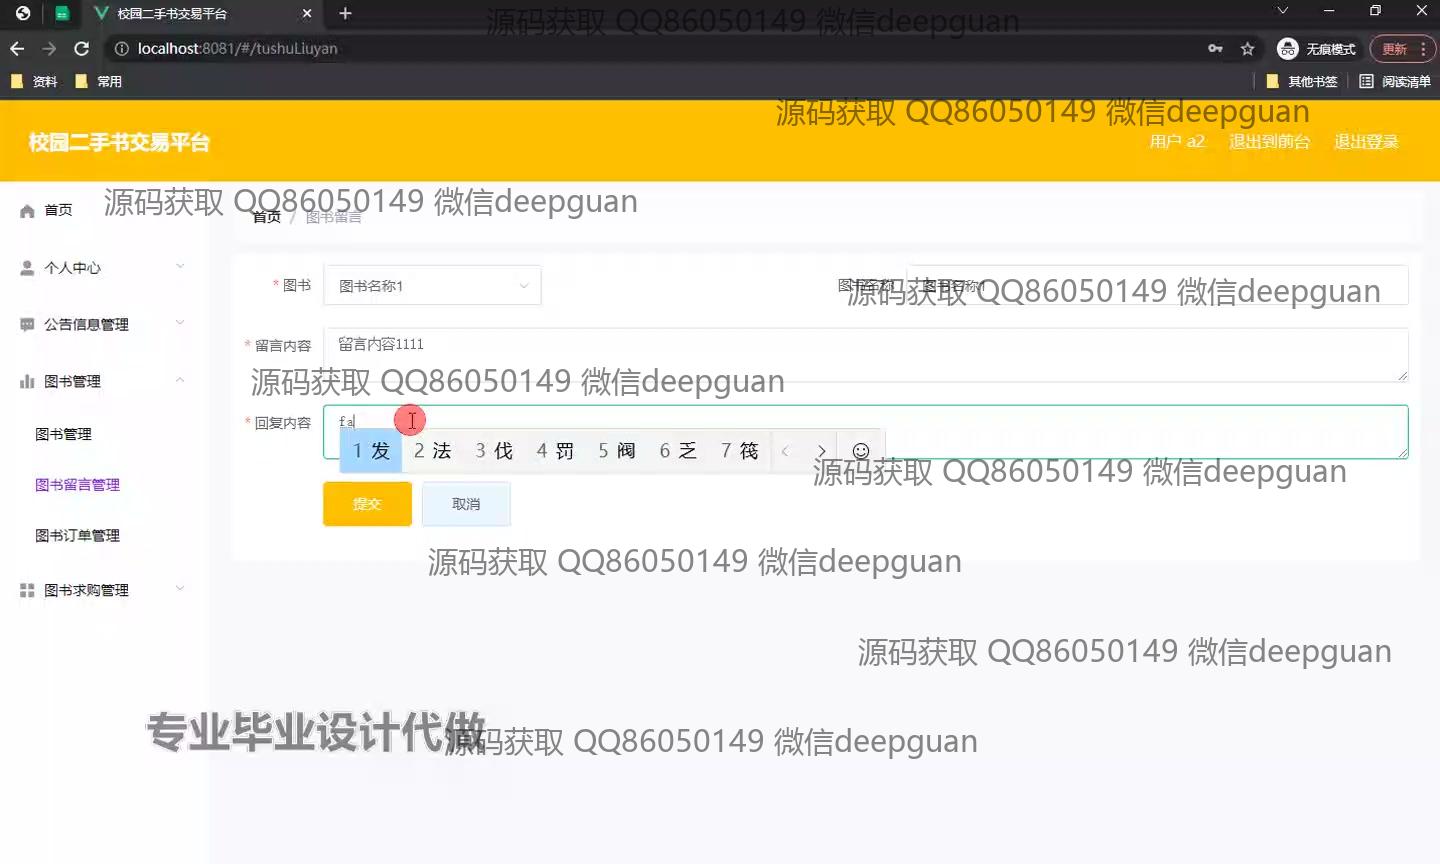 校园二手书交易平台
localhost:8081/#/tushuLiuyan
无痕模式
更新
资料
常用
其他书签
阅读清单
源码获取 QQ86050149 微信deepguan
源码获取 QQ86050149 微信deepguan
校园二手书交易平台
用户 a2
退出到前台
退出登录
源码获取 QQ86050149 微信deepguan
首页
首页 / 图书留言
个人中心
* 图书
图书名称1
图书名称
图书名称1
源码获取 QQ86050149 微信deepguan
公告信息管理
* 留言内容
留言内容1111
图书管理
源码获取 QQ86050149 微信deepguan
* 回复内容
fa
1 发 2 法 3 伐 4 罚 5 阀 6 乏 7 筏
图书管理
源码获取 QQ86050149 微信deepguan
图书留言管理
提交
取消
图书订单管理
源码获取 QQ86050149 微信deepguan
图书求购管理
源码获取 QQ86050149 微信deepguan
专业毕业设计代做
源码获取 QQ86050149 微信deepguan